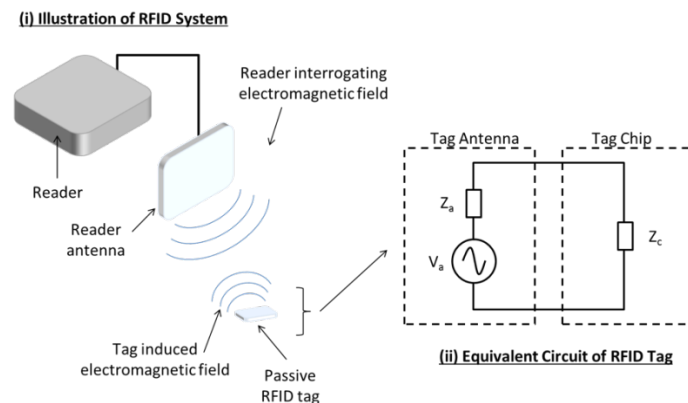 (i) Illustration of RFID System
Reader interrogating
electromagnetic field
Reader
Reader
antenna
Tag induced
electromagnetic field
Passive
RFID tag
Tag Antenna
Tag Chip
Zₐ
Vₐ
Z꜀
(ii) Equivalent Circuit of RFID Tag